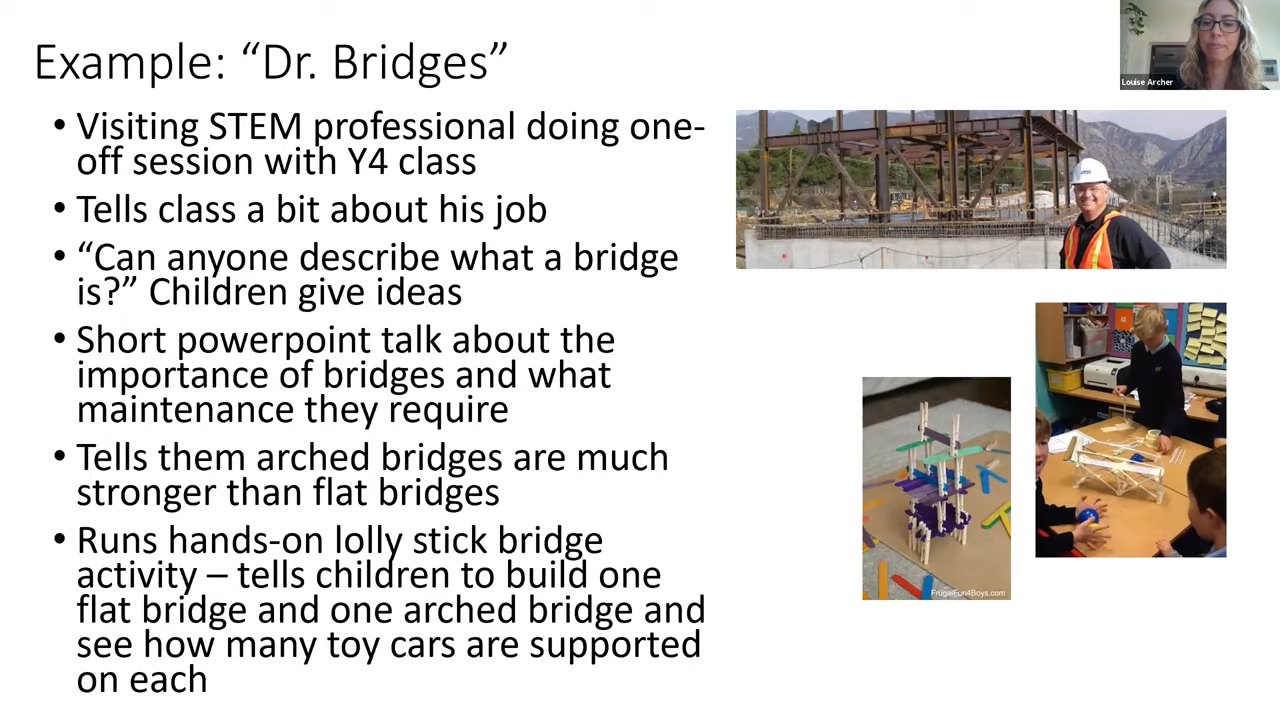 Example: “Dr. Bridges”
Louise Archer
• Visiting STEM professional doing one-
off session with Y4 class
• Tells class a bit about his job
• “Can anyone describe what a bridge
is?” Children give ideas
• Short powerpoint talk about the
importance of bridges and what
maintenance they require
• Tells them arched bridges are much
stronger than flat bridges
• Runs hands-on lolly stick bridge
activity – tells children to build one
flat bridge and one arched bridge and
see how many toy cars are supported
on each
FrugalFun4Boys.com